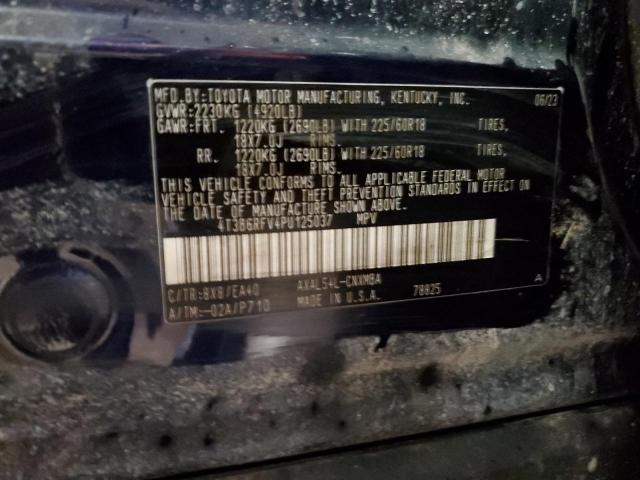 MFD.BY:TOYOTA MOTOR MANUFACTURING, KENTUCKY, INC. 06/23
GVWR:2230KG (4920LB)
GAWR:FRT. 1220KG (2690LB) WITH 225/60R18 TIRES,
18X7.0J RIMS.
RR. 1220KG (2690LB) WITH 225/60R18 TIRES,
18X7.0J RIMS.
THIS VEHICLE CONFORMS TO ALL APPLICABLE FEDERAL MOTOR
VEHICLE SAFETY AND THEFT PREVENTION STANDARDS IN EFFECT ON
THE DATE OF MANUFACTURE SHOWN ABOVE.
4T3B6RFV4PU125037 MPV
C/TR:8X8/EA40 AXAL54L-CNXMBA
A/TM:-02A/P710 MADE IN U.S.A. 78825 A